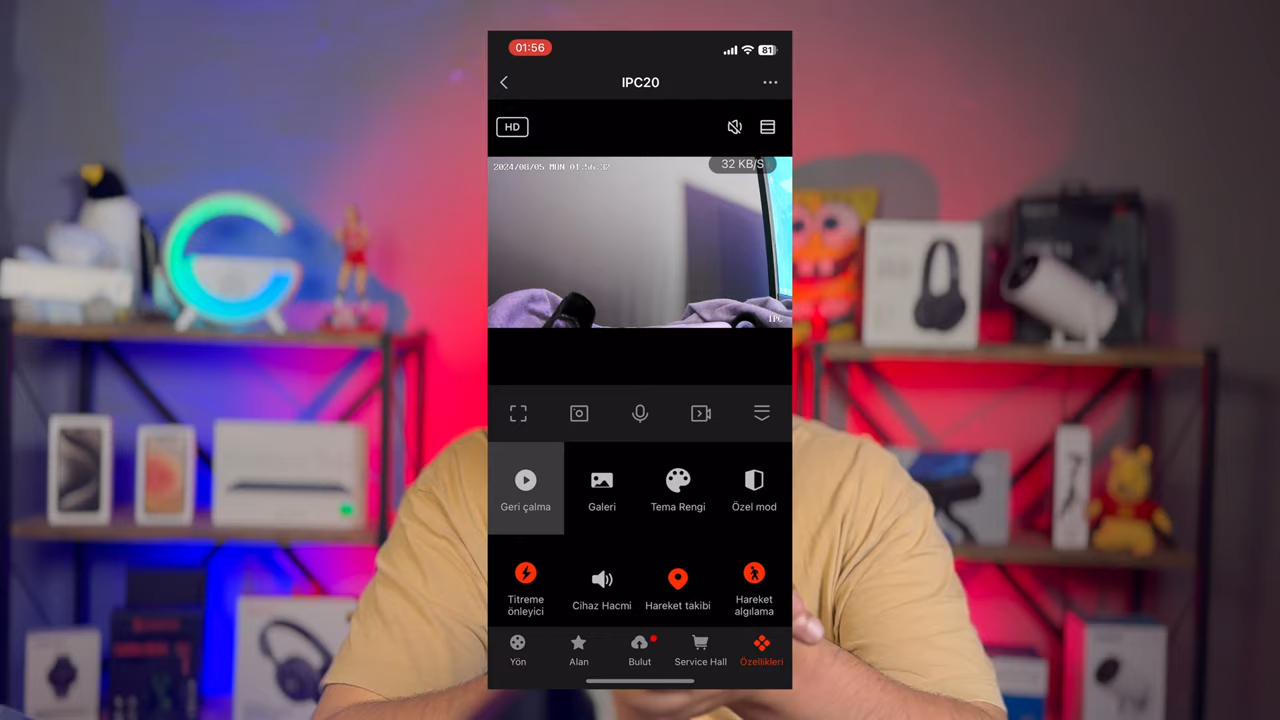 01:56
81
IPC20
HD
2024/08/05 MON 01:56:32
32 KB/S
IPC
Geri çalma
Galeri
Tema Rengi
Özel mod
Titreme önleyici
Cihaz Hacmi
Hareket takibi
Hareket algılama
Yön
Alan
Bulut
Service Hall
Özellikleri